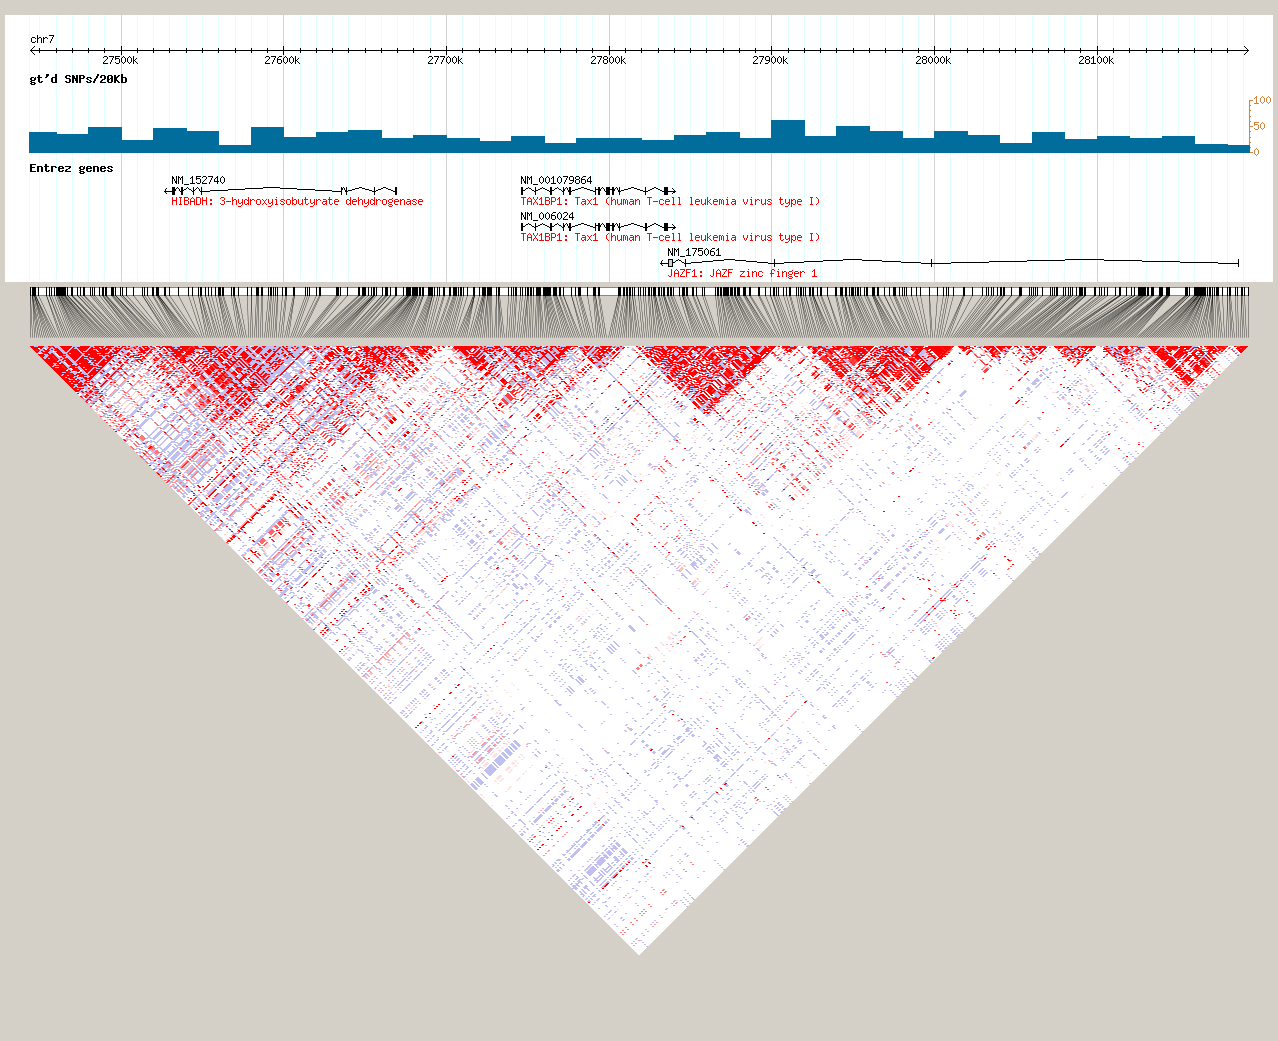 chr7
27500k 27600k 27700k 27800k 27900k 28000k 28100k
gt'd SNPs/20Kb
100
50
0
Entrez genes
NM_152740 NM_001079864
HIBADH: 3-hydroxyisobutyrate dehydrogenase TAX1BP1: Tax1 (human T-cell leukemia virus type I)
NM_006024
TAX1BP1: Tax1 (human T-cell leukemia virus type I)
NM_175061
JAZF1: JAZF zinc finger 1